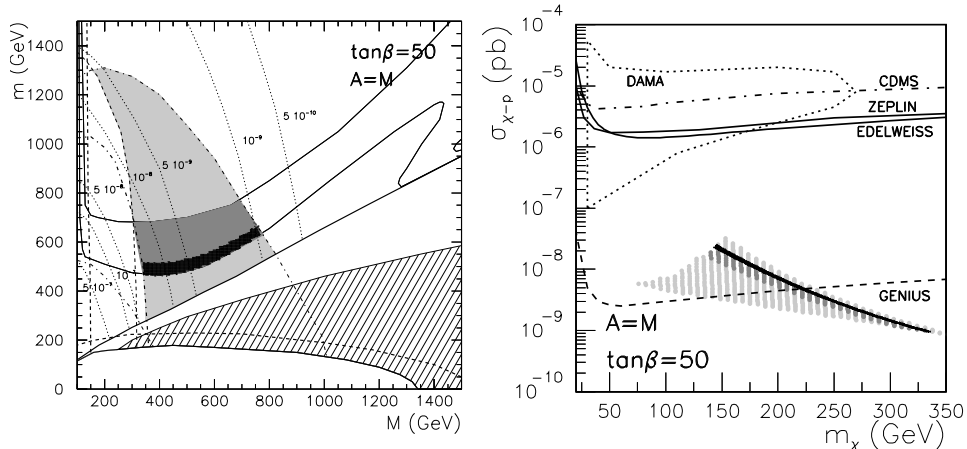 m (GeV)
1400
1200
1000
800
600
400
200
0
tanβ=50
A=M
5 10⁻¹⁰
10⁻⁹
5 10⁻⁹
10⁻⁸
5 10⁻⁸
10
5 10⁻⁷
200 400 600 800 1000 1200 1400
M (GeV)
σχ-p (pb)
10⁻⁴
10⁻⁵
10⁻⁶
10⁻⁷
10⁻⁸
10⁻⁹
10⁻¹⁰
DAMA
CDMS
ZEPLIN
EDELWEISS
GENIUS
A=M
tanβ=50
50 100 150 200 250 300 350
mχ (GeV)